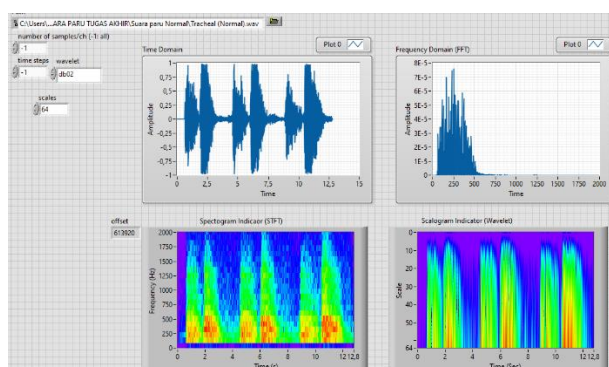 C:\Users\...ARA PARU TUGAS AKHIR\Suara paru Normal\Tracheal (Normal).wav
number of samples/ch (-1: all)
-1
time steps wavelet
-1 db02
scales
64
Time Domain
Plot 0
Amplitude
1
0,75
0,5
0,25
0
-0,25
-0,5
-0,75
-1
0 2,5 5 7,5 10 12,5 15
Time
Frequency Domain (FFT)
Plot 0
Amplitude
8E-5
7E-5
6E-5
5E-5
4E-5
3E-5
2E-5
1E-5
0
0 250 500 750 1000 1250 1500 1750 2000
Time
offset
613920
Spectogram Indicaor (STFT)
Frequency (Hz)
2000
1750
1500
1250
1000
750
500
250
0
0 2 4 6 8 10 12 12,8
Time (s)
Scalogram Indicator (Wavelet)
Scale
0
10
20
30
40
50
64
0 2 4 6 8 10 12 12,8
Time (Sec)